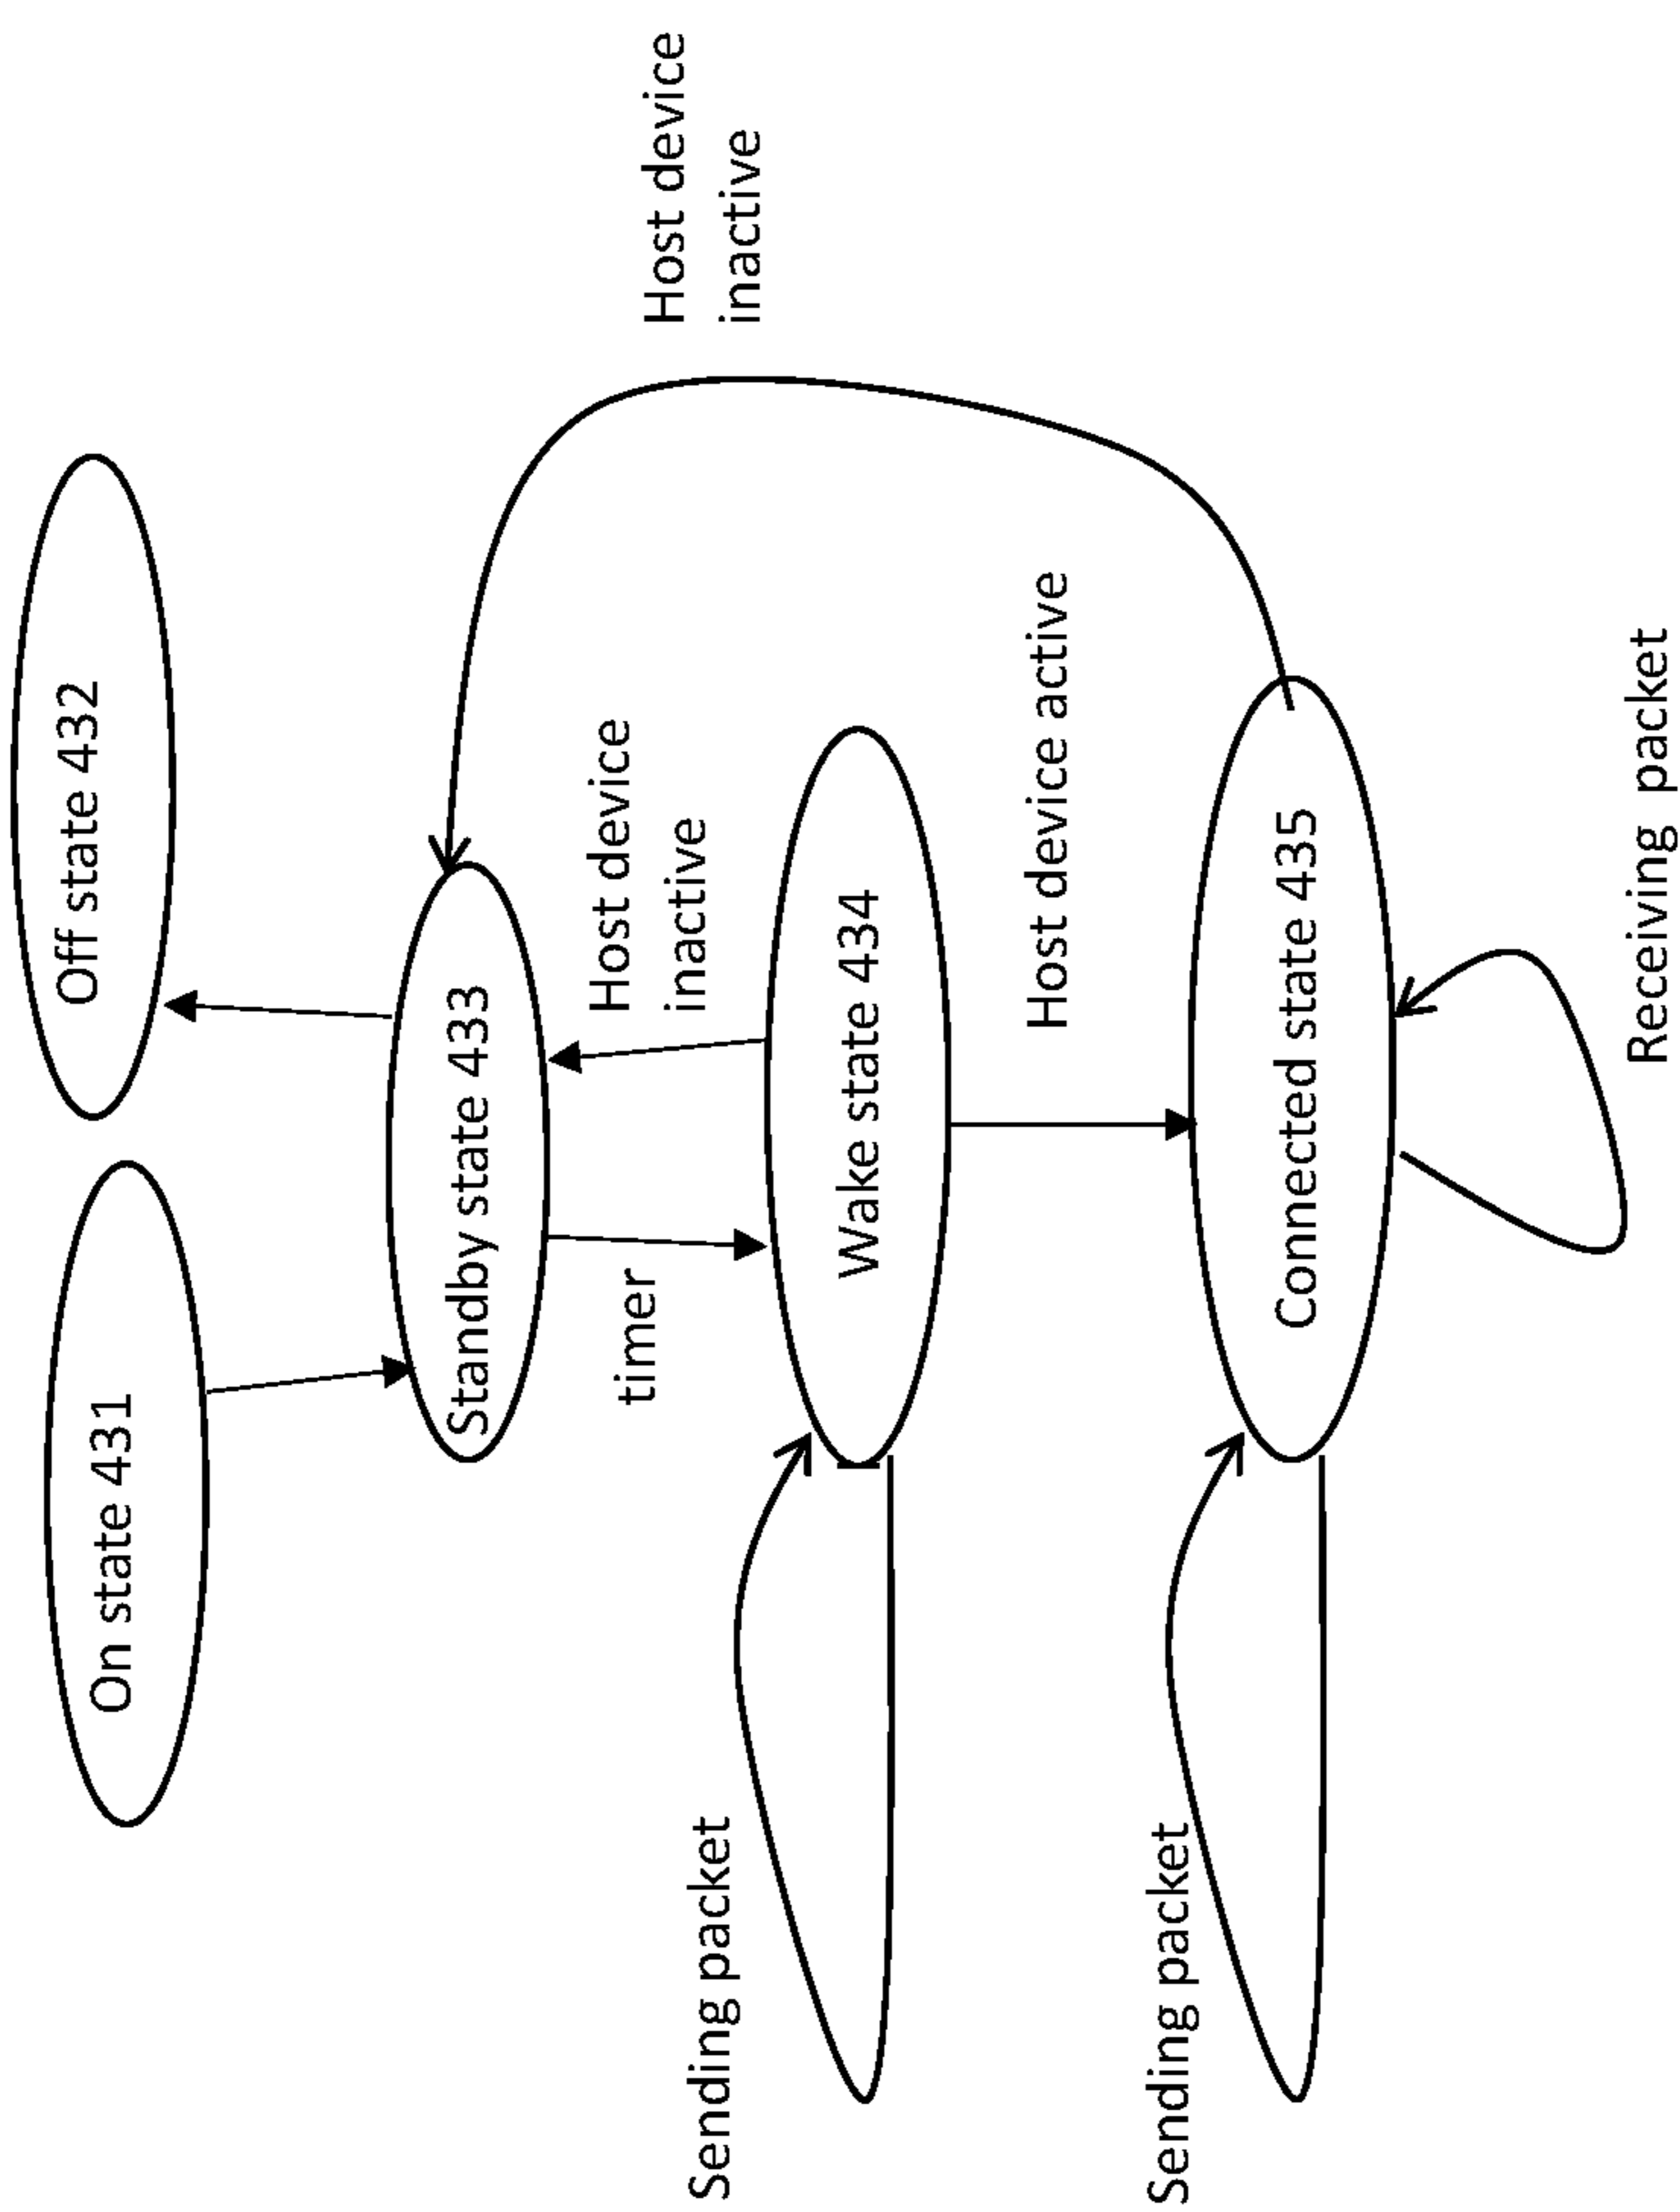 On state 431
Off state 432
Standby state 433
timer
Host device
inactive
Host device
inactive
Sending packet
Wake state 434
Host device active
Sending packet
Connected state 435
Receiving packet